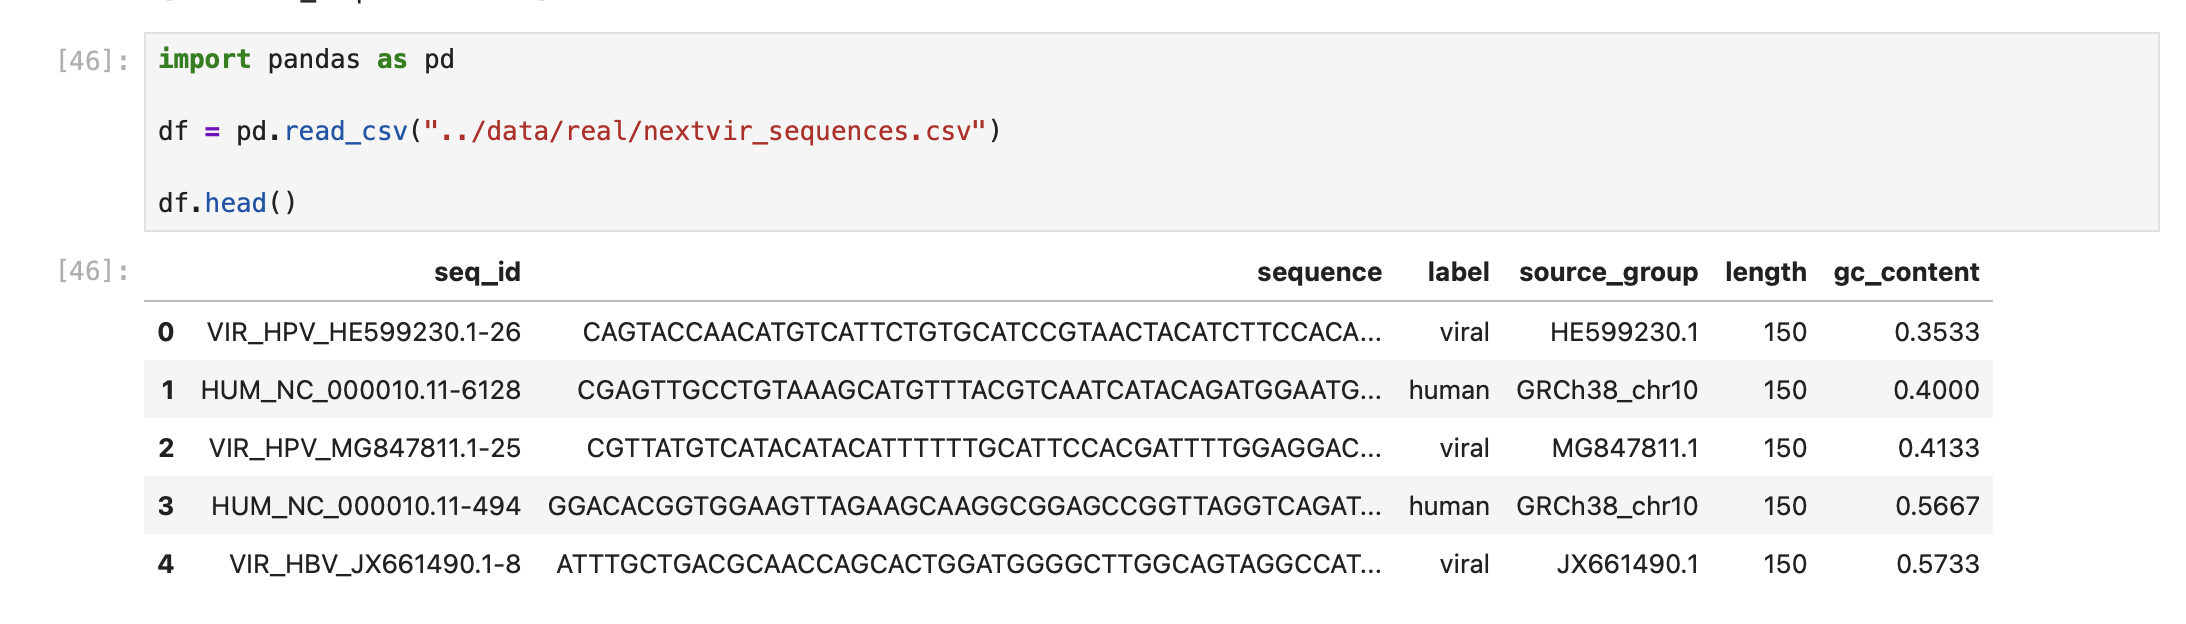 [46]: import pandas as pd
df = pd.read_csv("../data/real/nextvir_sequences.csv")
df.head()
[46]: seq_id sequence label source_group length gc_content
0 VIR_HPV_HE599230.1-26 CAGTACCAACATGTCATTCTGTGCATCCGTAACTACATCTTCCACA... viral HE599230.1 150 0.3533
1 HUM_NC_000010.11-6128 CGAGTTGCCTGTAAAGCATGTTTACGTCAATCATACAGATGGAATG... human GRCh38_chr10 150 0.4000
2 VIR_HPV_MG847811.1-25 CGTTATGTCATACATACATTTTTTGCATTCCACGATTTTGGAGGAC... viral MG847811.1 150 0.4133
3 HUM_NC_000010.11-494 GGACACGGTGGAAGTTAGAAGCAAGGCGGAGCCGGTTAGGTCAGAT... human GRCh38_chr10 150 0.5667
4 VIR_HBV_JX661490.1-8 ATTTGCTGACGCAACCAGCACTGGATGGGGCTTGGCAGTAGGCCAT... viral JX661490.1 150 0.5733